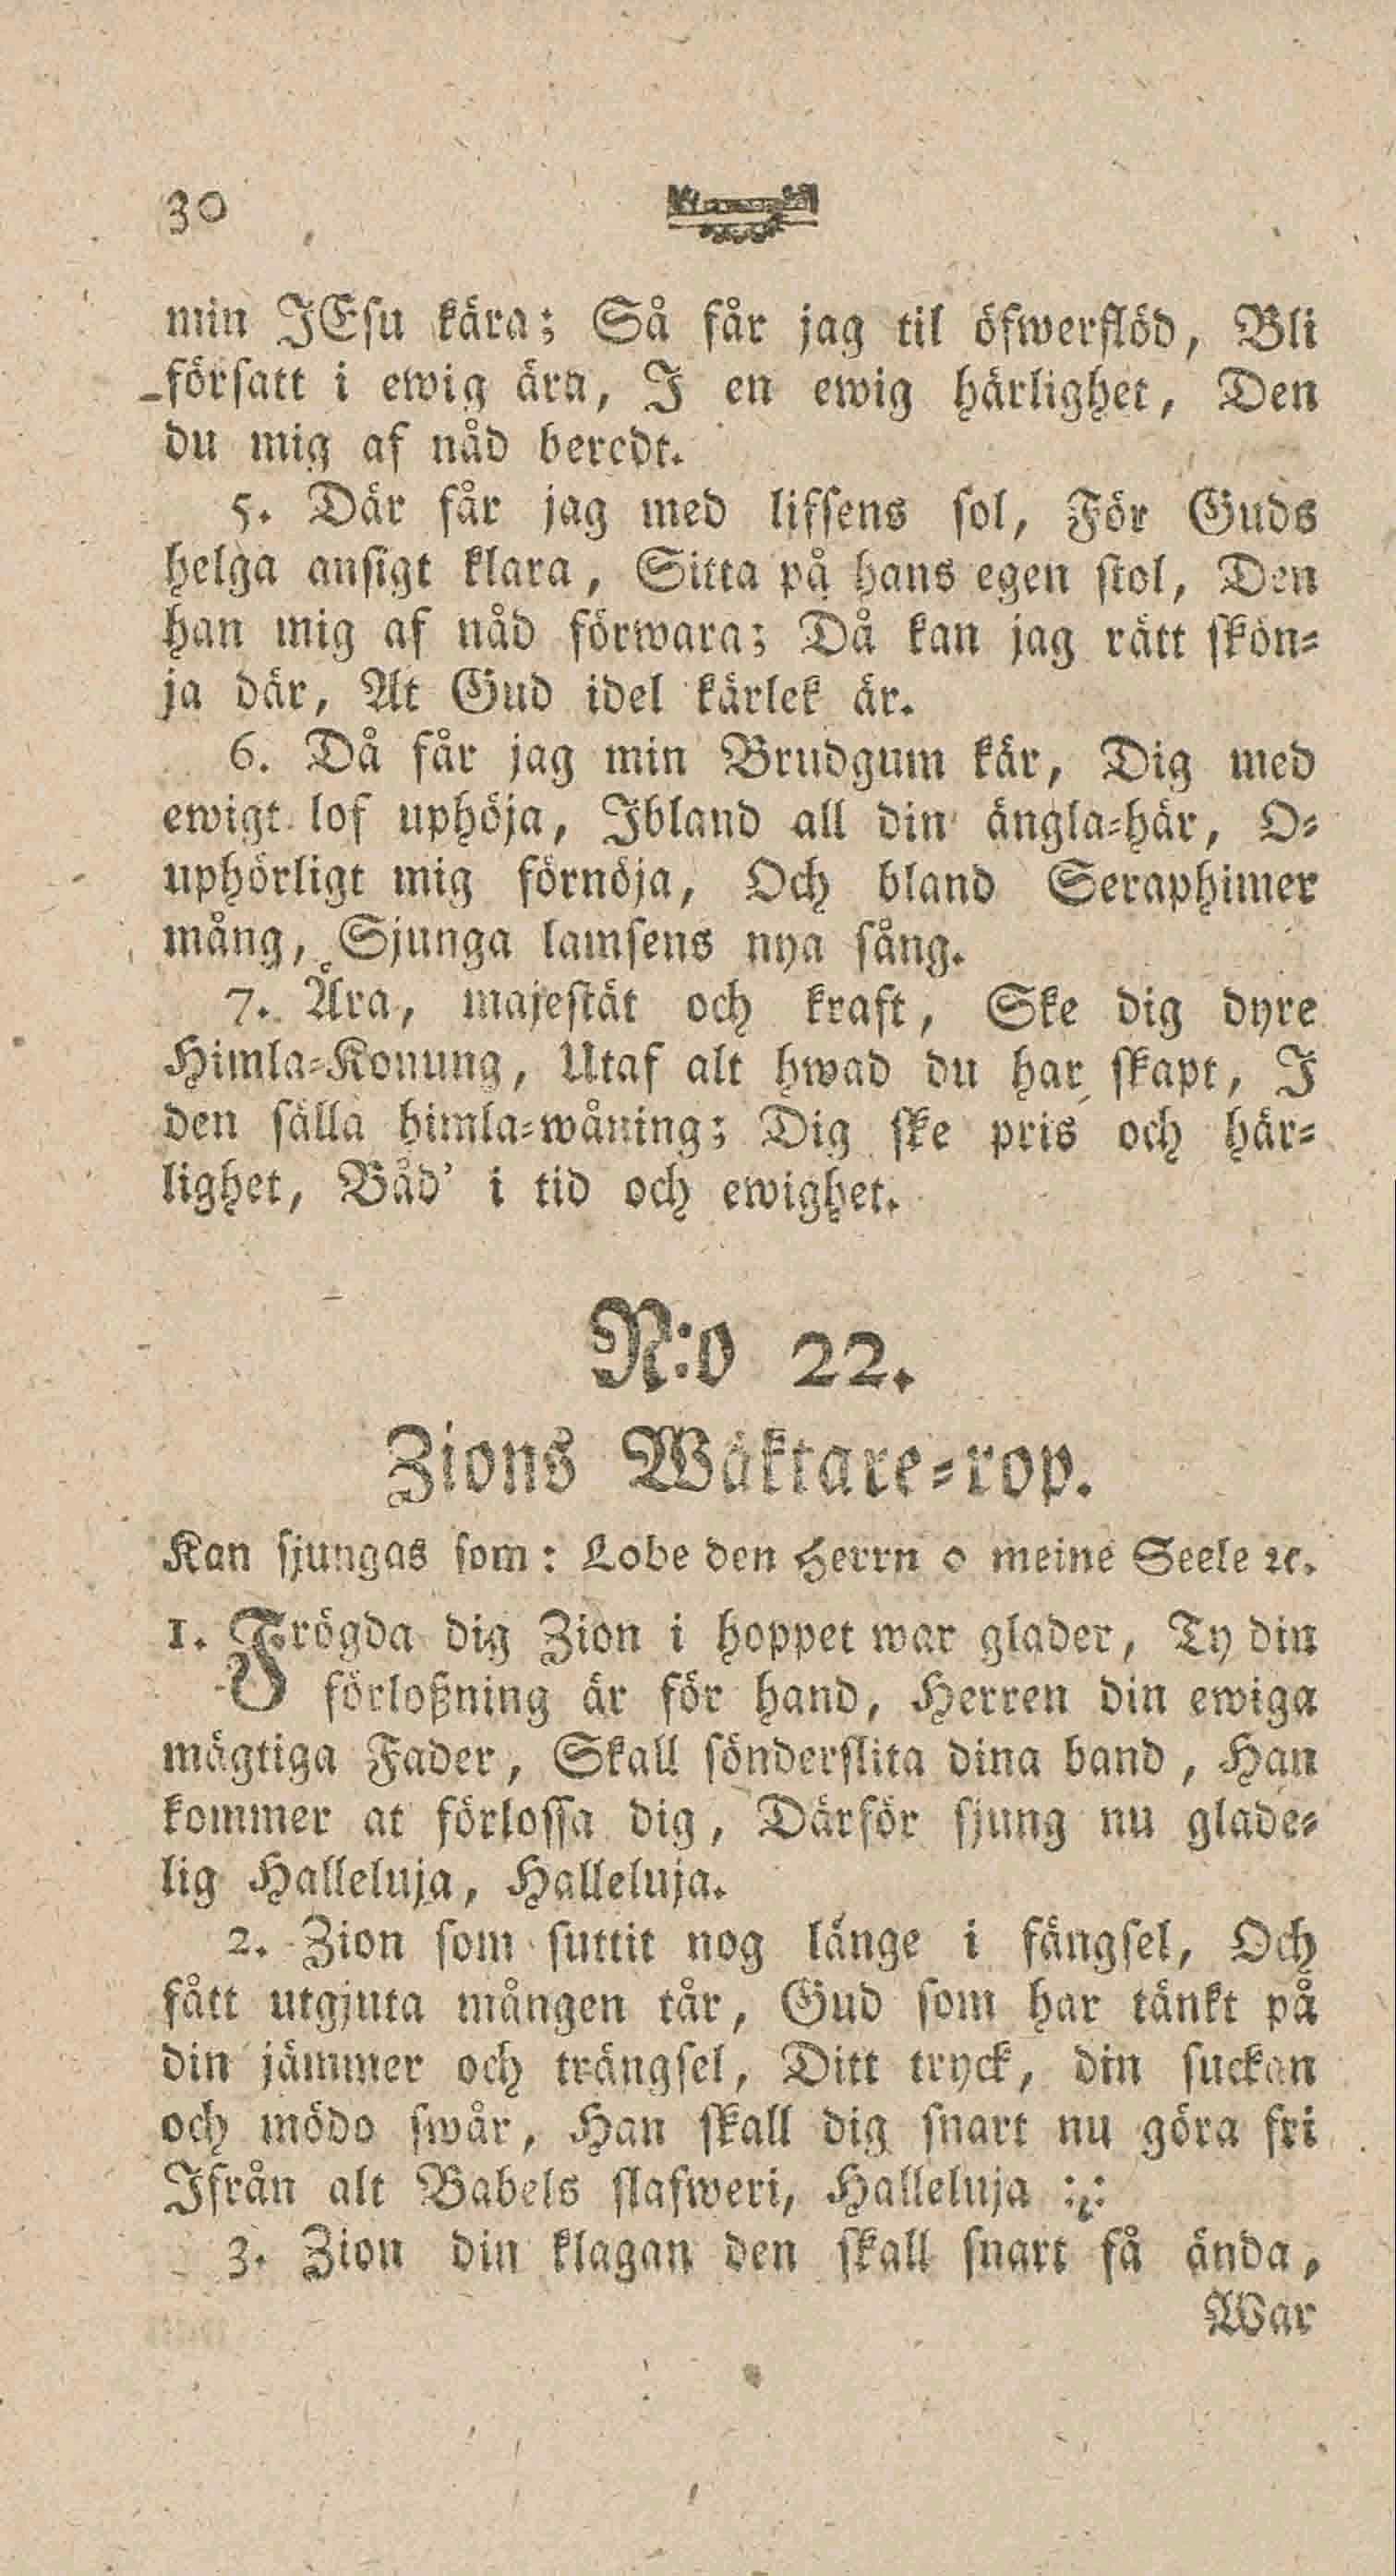 30
min JEsu kära; Så får jag til öfwerflöd, Bli
försatt i ewig ära, J en ewig härlighet, Den
du mig af nåd beredt.
5. Där får jag med lifsens sol, För Guds
helga ansigt klara, Sitta på hans egen stol, Den
han mig af nåd förwara; Då kan jag rätt skön-
ja där, At Gud idel kärlek är.
6. Då får jag min Brudgum kär, Dig med
ewigt lof uphöja, Jbland all din ängla-här, O-
uphörligt mig förnöja, Och bland Seraphimer
mång, Sjunga lamsens nya sång.
7. Ära, majestät och kraft, Ske dig dyre
Himla-Konung, Utaf alt hwad du har skapt, J
den sälla himla-wåning; Dig ske pris och här-
lighet, Båd' i tid och ewighet.
N:o 22.
Zions Wäktare-rop.
Kan sjungas som: Lobe den Herrn o meine Seele ꝛc.
1. Frögda dig Zion i hoppet war glader, Ty din
förloßning är för hand, Herren din ewiga
mägtiga Fader, Skall sönderslita dina band, Han
kommer at förlossa dig, Därför sjung nu glade-
lig Halleluja, Halleluja.
2. Zion som suttit nog länge i fängsel, Och
fått utgjuta mången tår, Gud som har tänkt på
din jämmer och trängsel, Ditt tryck, din suckan
och mödo swår, Han skall dig snart nu göra fri
Jfrån alt Babels slafweri, Halleluja :,:
3. Zion din klagan den skall snart få ända,
War